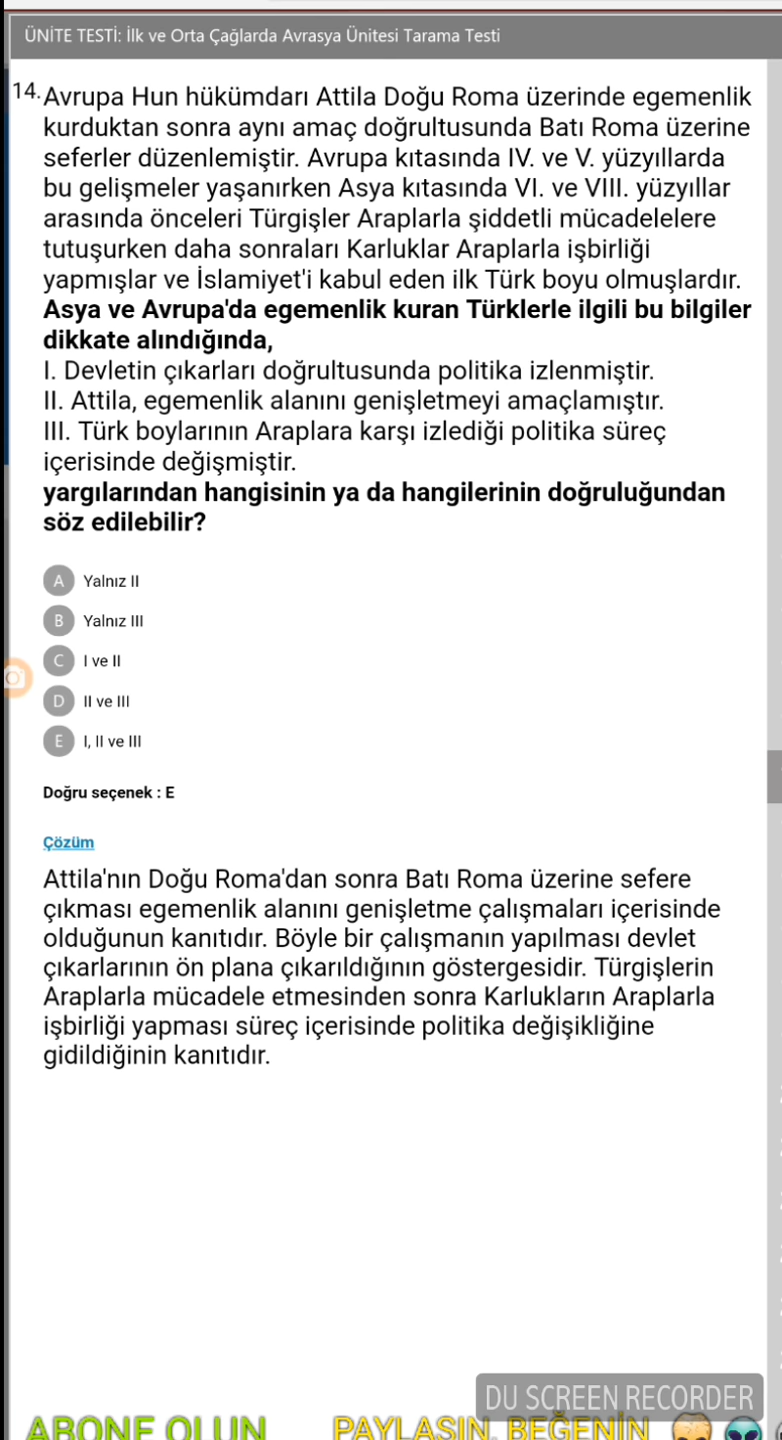 ÜNİTE TESTİ: İlk ve Orta Çağlarda Avrasya Ünitesi Tarama Testi
14. Avrupa Hun hükümdarı Attila Doğu Roma üzerinde egemenlik
kurduktan sonra aynı amaç doğrultusunda Batı Roma üzerine
seferler düzenlemiştir. Avrupa kıtasında IV. ve V. yüzyıllarda
bu gelişmeler yaşanırken Asya kıtasında VI. ve VIII. yüzyıllar
arasında önceleri Türgişler Araplarla şiddetli mücadelelere
tutuşurken daha sonraları Karluklar Araplarla işbirliği
yapmışlar ve İslamiyet'i kabul eden ilk Türk boyu olmuşlardır.
Asya ve Avrupa'da egemenlik kuran Türklerle ilgili bu bilgiler
dikkate alındığında,
I. Devletin çıkarları doğrultusunda politika izlenmiştir.
II. Attila, egemenlik alanını genişletmeyi amaçlamıştır.
III. Türk boylarının Araplara karşı izlediği politika süreç
içerisinde değişmiştir.
yargılarından hangisinin ya da hangilerinin doğruluğundan
söz edilebilir?
A Yalnız II
B Yalnız III
C I ve II
D II ve III
E I, II ve III
Doğru seçenek : E
Çözüm
Attila'nın Doğu Roma'dan sonra Batı Roma üzerine sefere
çıkması egemenlik alanını genişletme çalışmaları içerisinde
olduğunun kanıtıdır. Böyle bir çalışmanın yapılması devlet
çıkarlarının ön plana çıkarıldığının göstergesidir. Türgişlerin
Araplarla mücadele etmesinden sonra Karlukların Araplarla
işbirliği yapması süreç içerisinde politika değişikliğine
gidildiğinin kanıtıdır.
DU SCREEN RECORDER
ABONE OLUN PAYLAŞIN, BEĞENİN